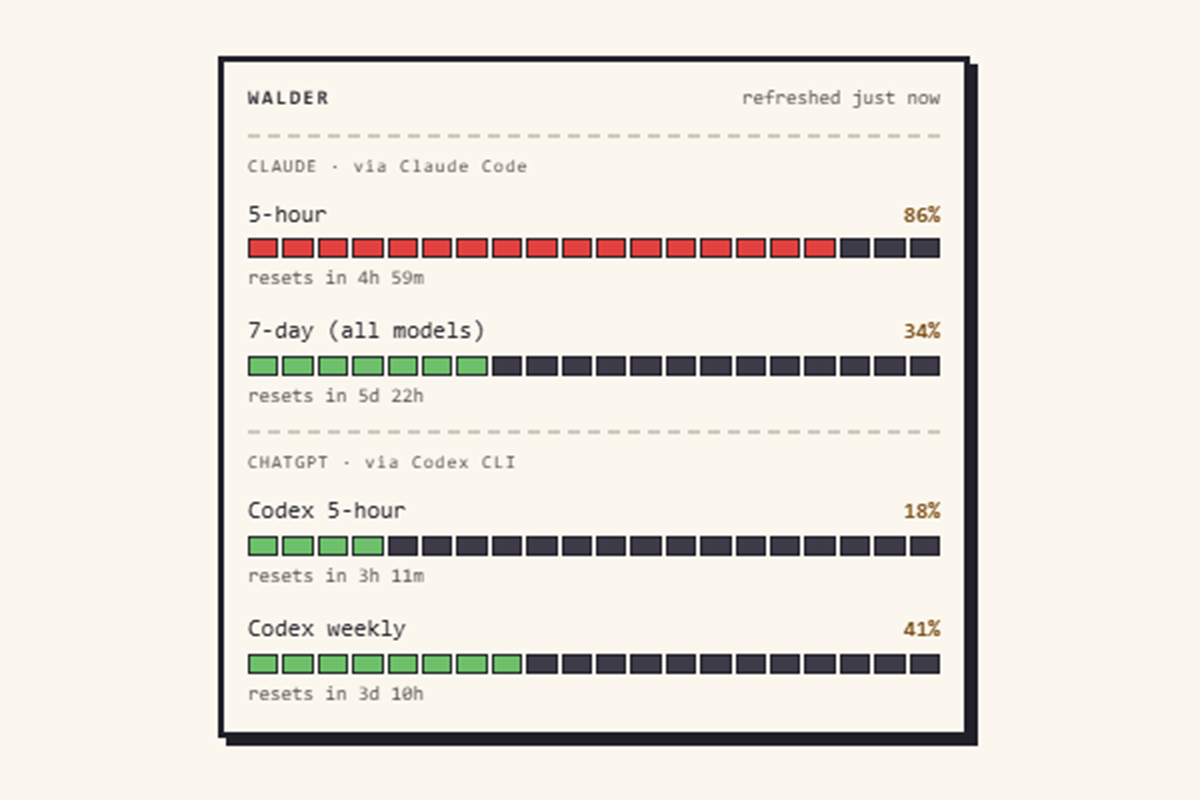 WALDER refreshed just now
CLAUDE · via Claude Code
5-hour 86%
resets in 4h 59m
7-day (all models) 34%
resets in 5d 22h
CHATGPT · via Codex CLI
Codex 5-hour 18%
resets in 3h 11m
Codex weekly 41%
resets in 3d 10h